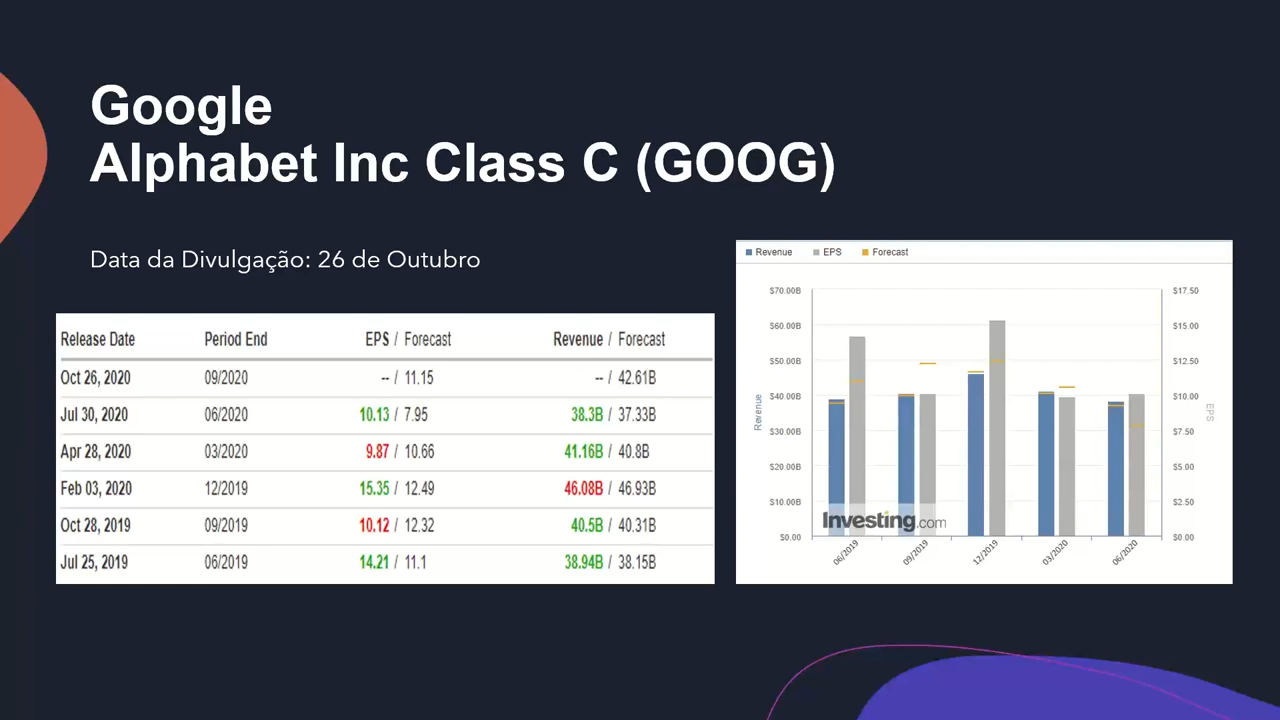 Google
Alphabet Inc Class C (GOOG)
Data da Divulgação: 26 de Outubro
Release Date Period End EPS / Forecast Revenue / Forecast
Oct 26, 2020 09/2020 -- / 11.15 -- / 42.61B
Jul 30, 2020 06/2020 10.13 / 7.95 38.3B / 37.33B
Apr 28, 2020 03/2020 9.87 / 10.66 41.16B / 40.8B
Feb 03, 2020 12/2019 15.35 / 12.49 46.08B / 46.93B
Oct 28, 2019 09/2019 10.12 / 12.32 40.5B / 40.31B
Jul 25, 2019 06/2019 14.21 / 11.1 38.94B / 38.15B
Revenue EPS Forecast
$70.00B $17.50
$60.00B $15.00
$50.00B $12.50
$40.00B $10.00
Revenue EPS
$30.00B $7.50
$20.00B $5.00
$10.00B $2.50
Investing.com
$0.00 $0.00
06/2019 09/2019 12/2019 03/2020 06/2020